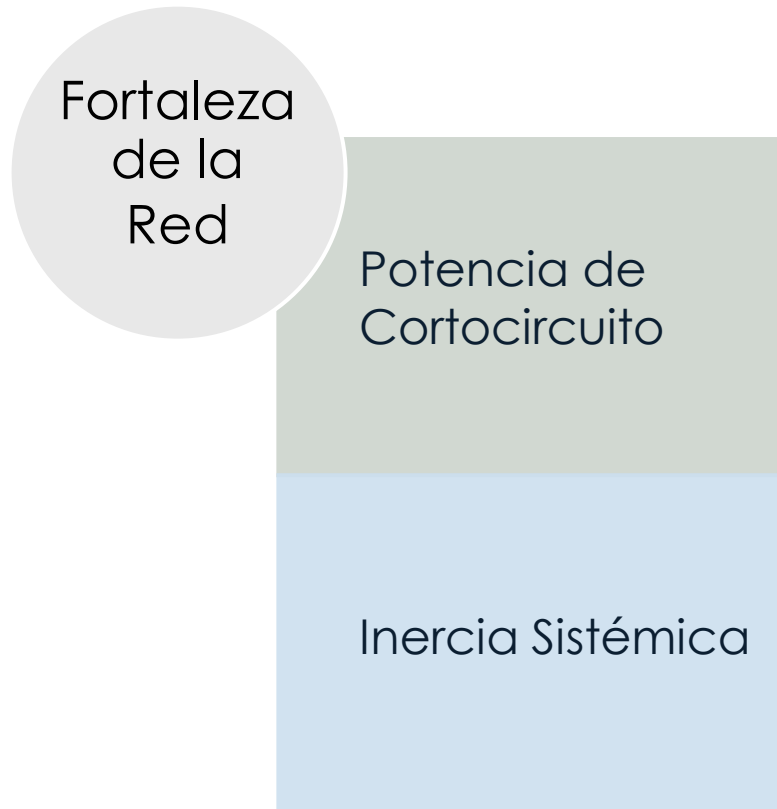 Fortaleza
de la
Red
Potencia de
Cortocircuito
Inercia Sistémica